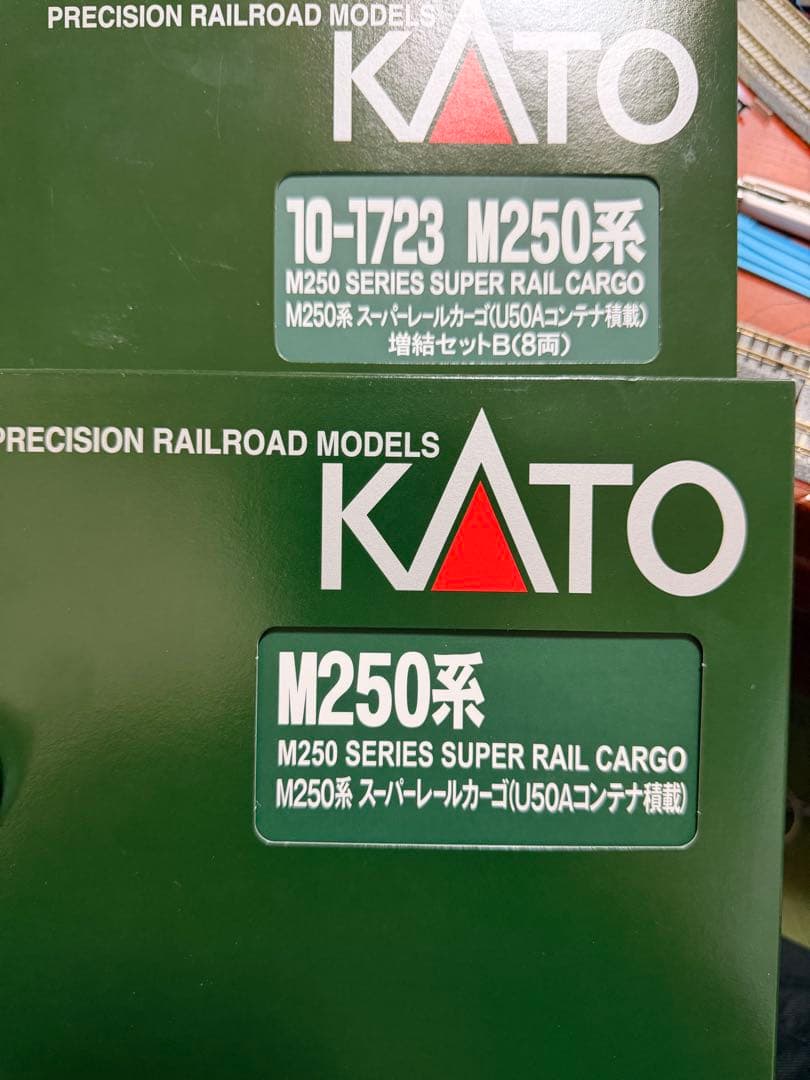 PRECISION RAILROAD MODELS
KATO
10-1723 M250系
M250 SERIES SUPER RAIL CARGO
M250系 スーパーレールカーゴ(U50Aコンテナ積載)
増結セットB(8両)
PRECISION RAILROAD MODELS
KATO
M250系
M250 SERIES SUPER RAIL CARGO
M250系 スーパーレールカーゴ(U50Aコンテナ積載)